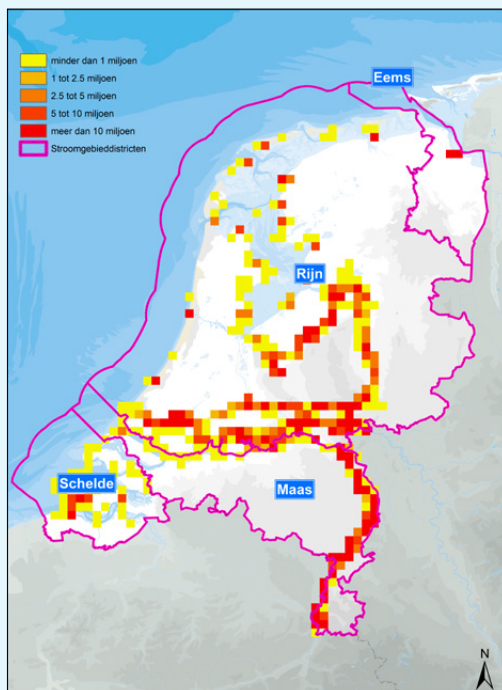 minder dan 1 miljoen
1 tot 2.5 miljoen
2.5 tot 5 miljoen
5 tot 10 miljoen
meer dan 10 miljoen
Stroomgebieddistricten
Eems
Rijn
Schelde
Maas
N